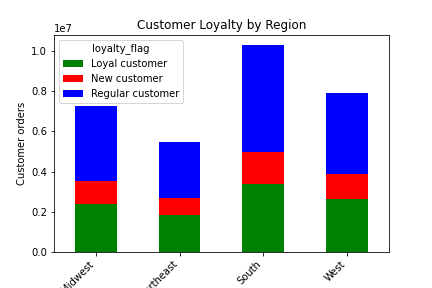 Customer Loyalty by Region
1e7
loyalty_flag
Loyal customer
New customer
Regular customer
Customer orders
1.0
0.8
0.6
0.4
0.2
0.0
Midwest
rtheast
South
West